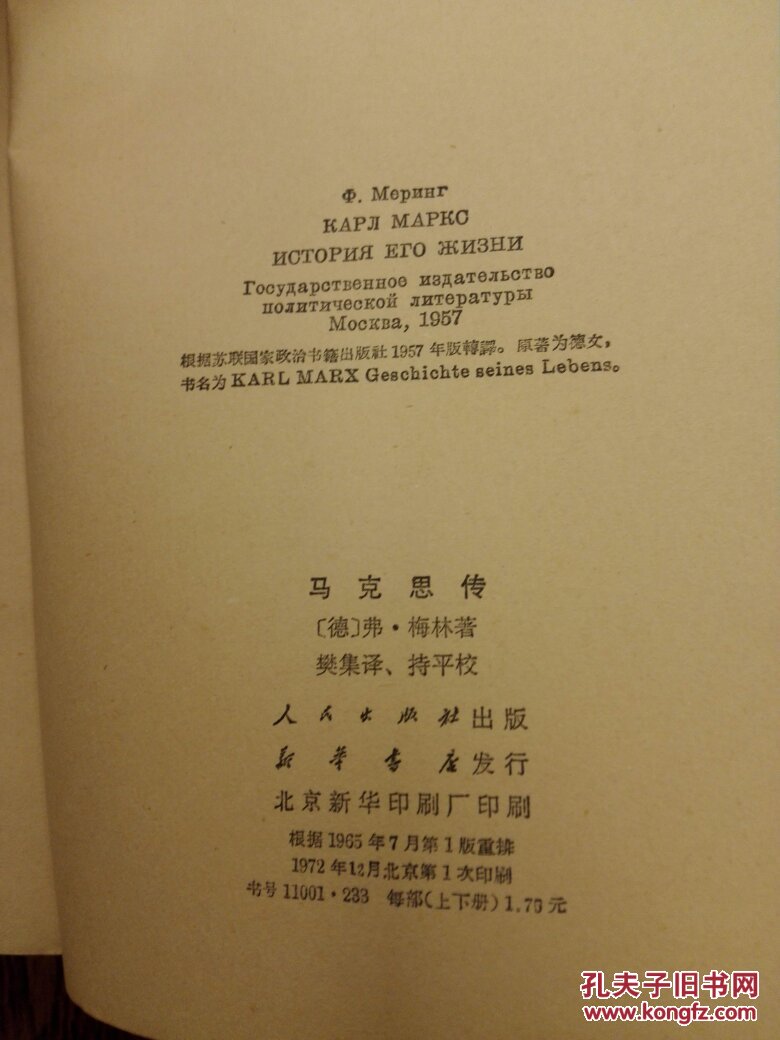 Ф. Меринг
КАРЛ МАРКС
ИСТОРИЯ ЕГО ЖИЗНИ
Государственное издательство
политической литературы
Москва, 1957
根据苏联国家政治书籍出版社1957年版轉譯。原著为德文，
书名为 KARL MARX Geschichte seines Lebens。
马克思传
〔德〕弗·梅林著
樊集译、持平校
人民出版社出版
新华书店发行
北京新华印刷厂印刷
根据1965年7月第1版重排
1972年12月北京第1次印刷
书号11001·233 每部(上下册)1.70元
孔夫子旧书网
www.kongfz.com